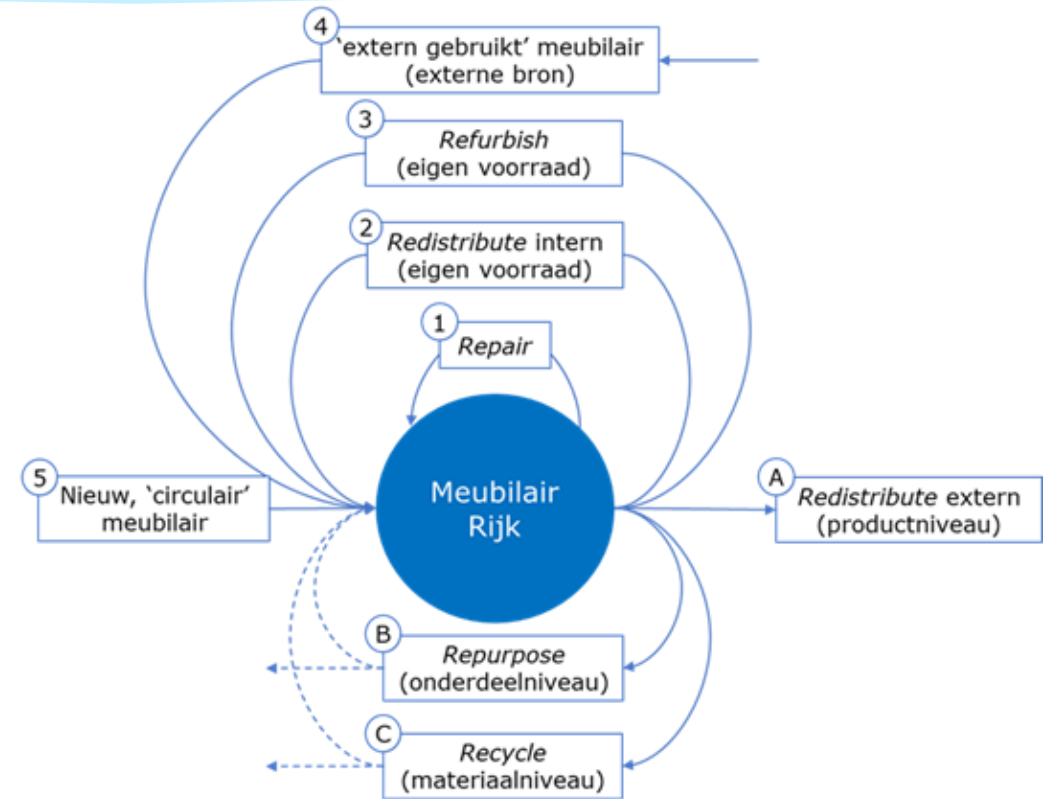 4
‘extern gebruikt’ meubilair
(externe bron)
3
Refurbish
(eigen voorraad)
2
Redistribute intern
(eigen voorraad)
1
Repair
5
Nieuw, ‘circulair’
meubilair
Meubilair
Rijk
A
Redistribute extern
(productniveau)
B
Repurpose
(onderdeelniveau)
C
Recycle
(materiaalniveau)